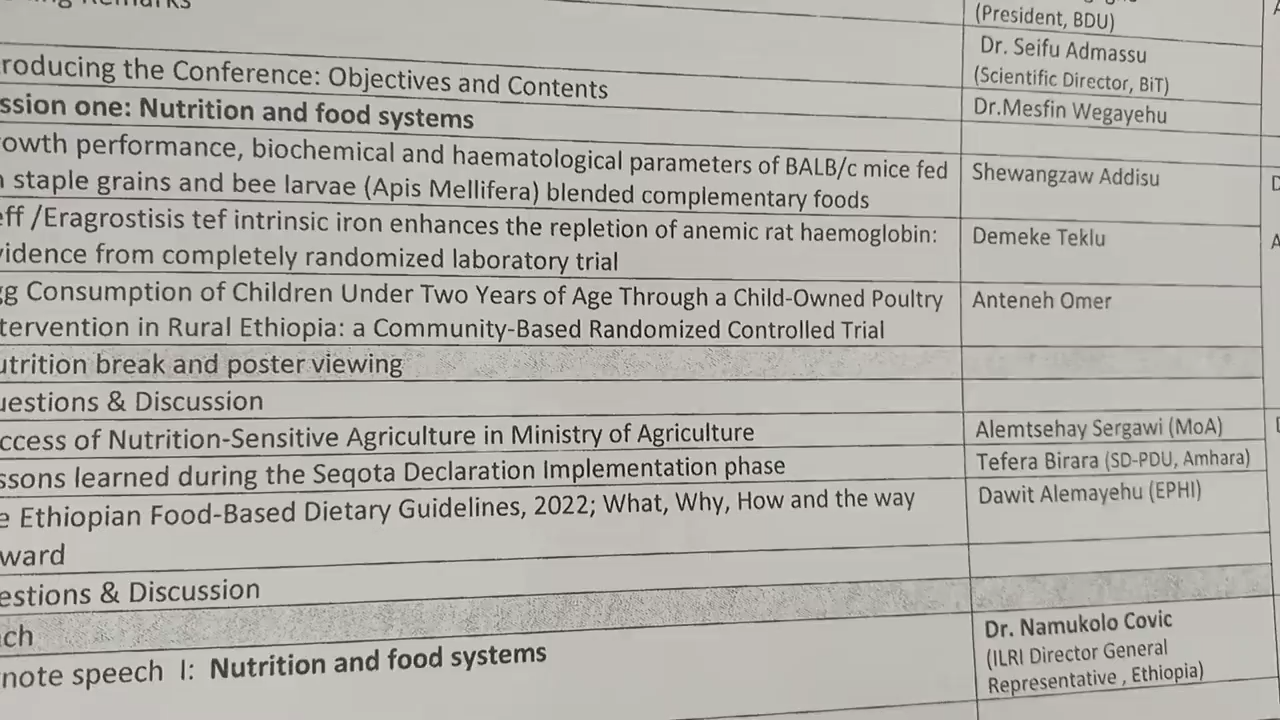 Remarks
(President, BDU)
Dr. Seifu Admassu
(Scientific Director, BiT)
roducing the Conference: Objectives and Contents
Dr.Mesfin Wegayehu
ssion one: Nutrition and food systems
owth performance, biochemical and haematological parameters of BALB/c mice fed
staple grains and bee larvae (Apis Mellifera) blended complementary foods
Shewangzaw Addisu
eff /Eragrostisis tef intrinsic iron enhances the repletion of anemic rat haemoglobin:
vidence from completely randomized laboratory trial
Demeke Teklu
gg Consumption of Children Under Two Years of Age Through a Child-Owned Poultry
tervention in Rural Ethiopia: a Community-Based Randomized Controlled Trial
Anteneh Omer
utrition break and poster viewing
uestions & Discussion
ccess of Nutrition-Sensitive Agriculture in Ministry of Agriculture
Alemtsehay Sergawi (MoA)
ssons learned during the Seqota Declaration Implementation phase
Tefera Birara (SD-PDU, Amhara)
e Ethiopian Food-Based Dietary Guidelines, 2022; What, Why, How and the way
ward
Dawit Alemayehu (EPHI)
estions & Discussion
ch
note speech I: Nutrition and food systems
Dr. Namukolo Covic
(ILRI Director General
Representative , Ethiopia)